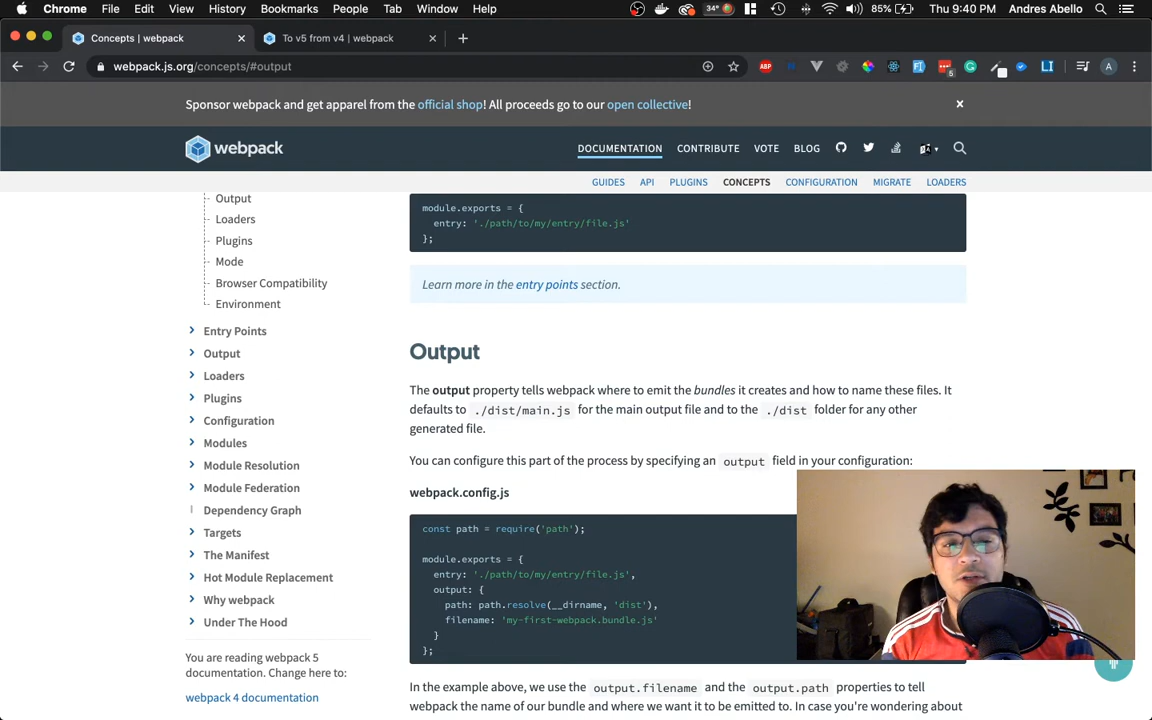 Chrome File Edit View History Bookmarks People Tab Window Help 34° 85% Thu 9:40 PM Andres Abello
Concepts | webpack
To v5 from v4 | webpack
webpack.js.org/concepts/#output
ABP
5
LI
A
Sponsor webpack and get apparel from the official shop! All proceeds go to our open collective!
webpack
DOCUMENTATION CONTRIBUTE VOTE BLOG
GUIDES API PLUGINS CONCEPTS CONFIGURATION MIGRATE LOADERS
Output
Loaders
Plugins
Mode
Browser Compatibility
Environment
Entry Points
Output
Loaders
Plugins
Configuration
Modules
Module Resolution
Module Federation
Dependency Graph
Targets
The Manifest
Hot Module Replacement
Why webpack
Under The Hood
You are reading webpack 5
documentation. Change here to:
webpack 4 documentation
module.exports = {
entry: './path/to/my/entry/file.js'
};
Learn more in the entry points section.
Output
The output property tells webpack where to emit the bundles it creates and how to name these files. It
defaults to ./dist/main.js for the main output file and to the ./dist folder for any other
generated file.
You can configure this part of the process by specifying an output field in your configuration:
webpack.config.js
const path = require('path');
module.exports = {
entry: './path/to/my/entry/file.js',
output: {
path: path.resolve(__dirname, 'dist'),
filename: 'my-first-webpack.bundle.js'
}
};
In the example above, we use the output.filename and the output.path properties to tell
webpack the name of our bundle and where we want it to be emitted to. In case you're wondering about